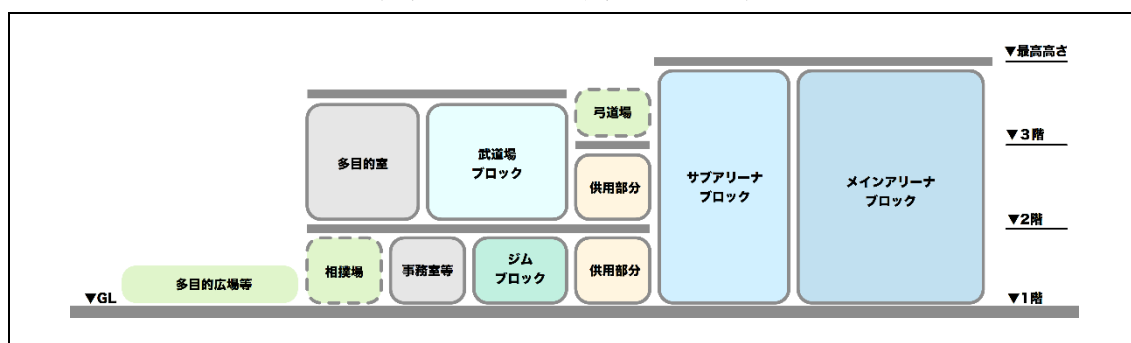 ▼最高高さ
弓道場
▼3階
多目的室
武道場
ブロック
供用部分
サブアリーナ
ブロック
メインアリーナ
ブロック
▼2階
相撲場
事務室等
ジム
ブロック
供用部分
多目的広場等
▼GL
▼1階